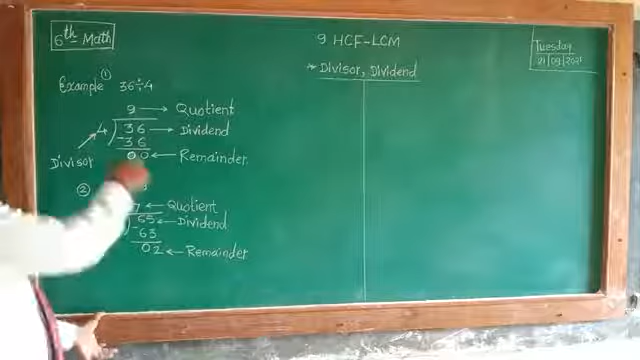 6th Math
9 HCF-LCM
Tuesday
21/09/2021
* Divisor, Dividend
Example ① 36÷4
9 → Quotient
4 ) 36 → Dividend
-36
00 ← Remainder
Divisor
②
7 ← Quotient
) 65 ← Dividend
-63
02 ← Remainder